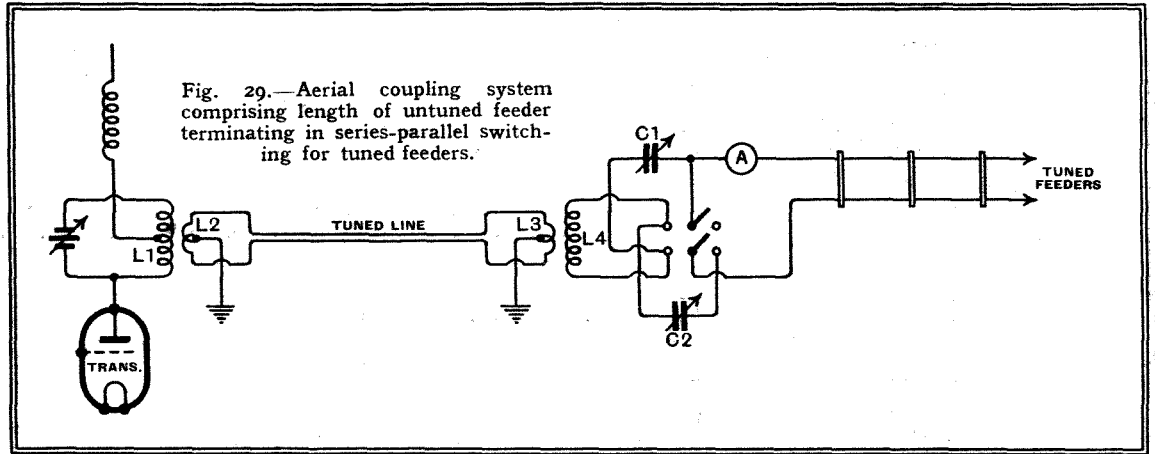 Fig. 29.—Aerial coupling system
comprising length of untuned feeder
terminating in series-parallel switch-
ing for tuned feeders.
C1
A
TUNED
FEEDERS
L1
L2
TUNED LINE
L3
L4
C2
TRANS.